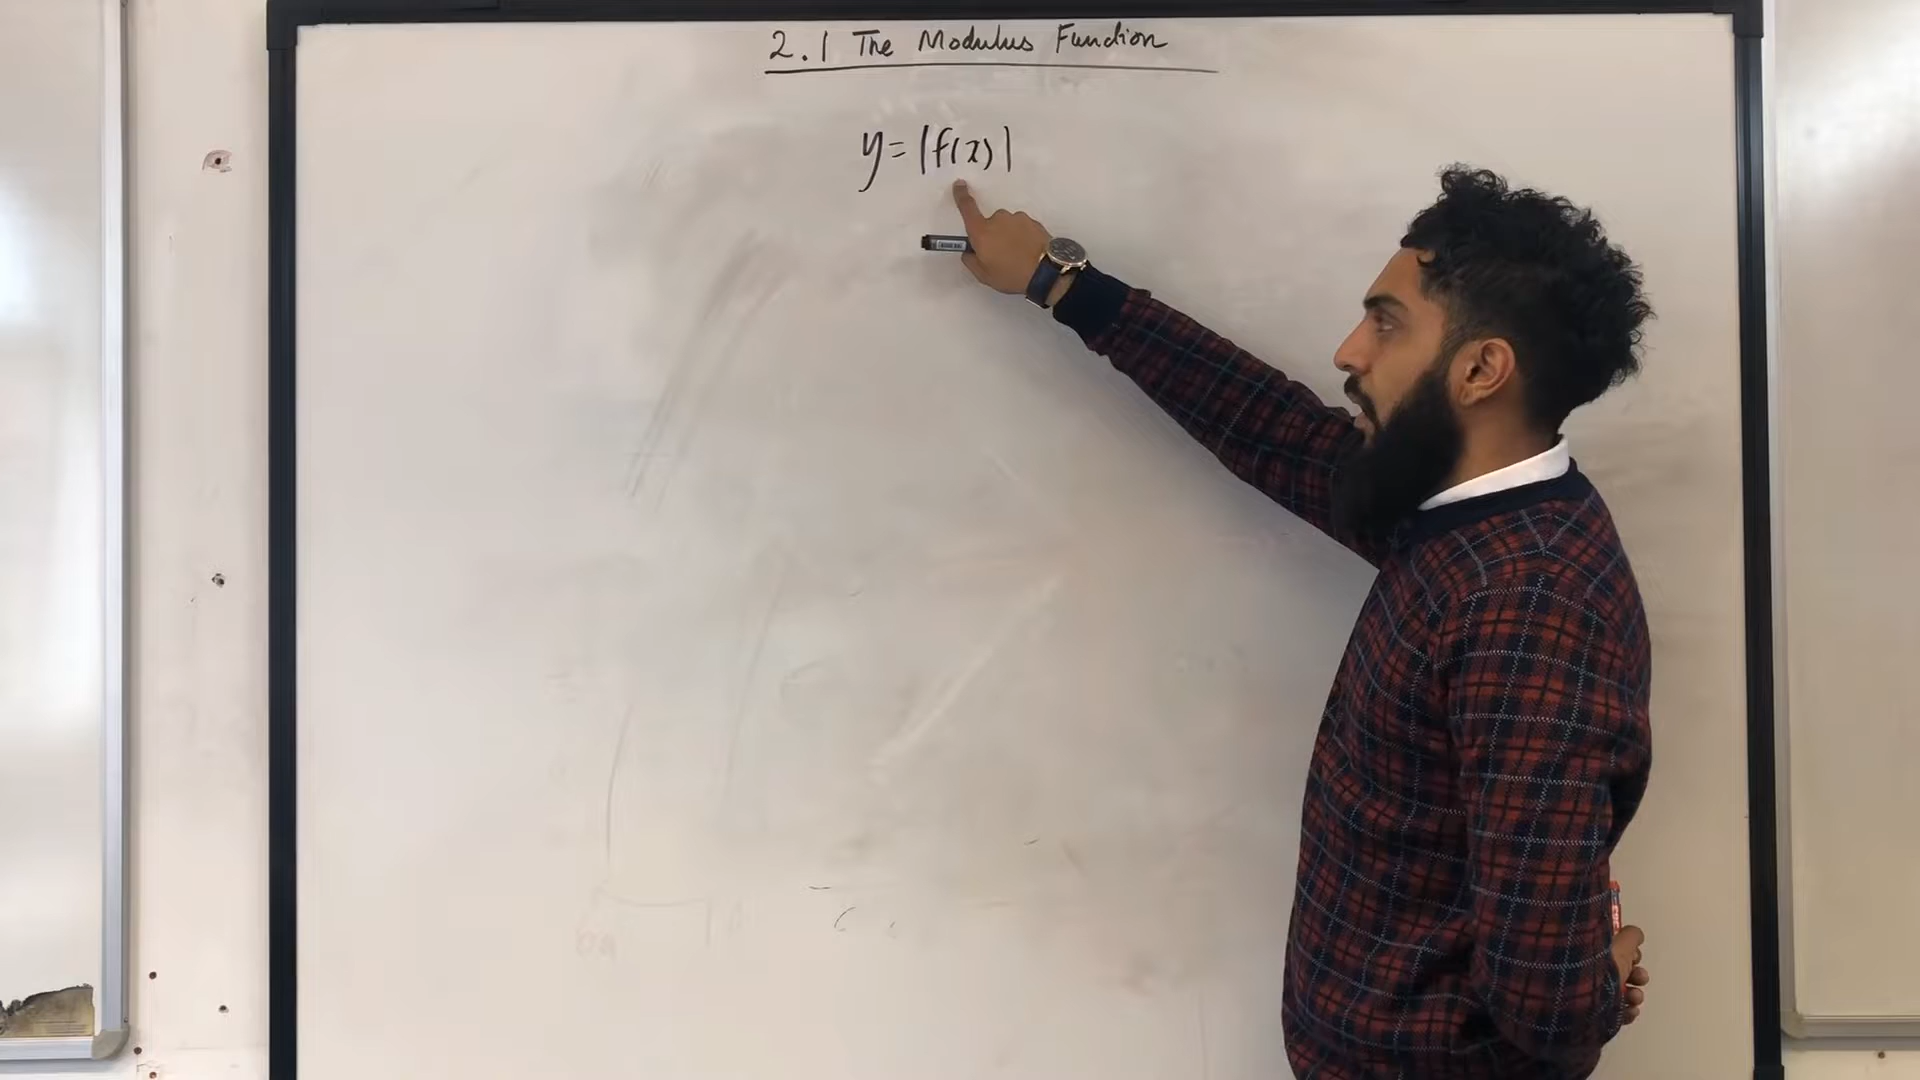 2.1 The Modulus Function
y=|f(x)|